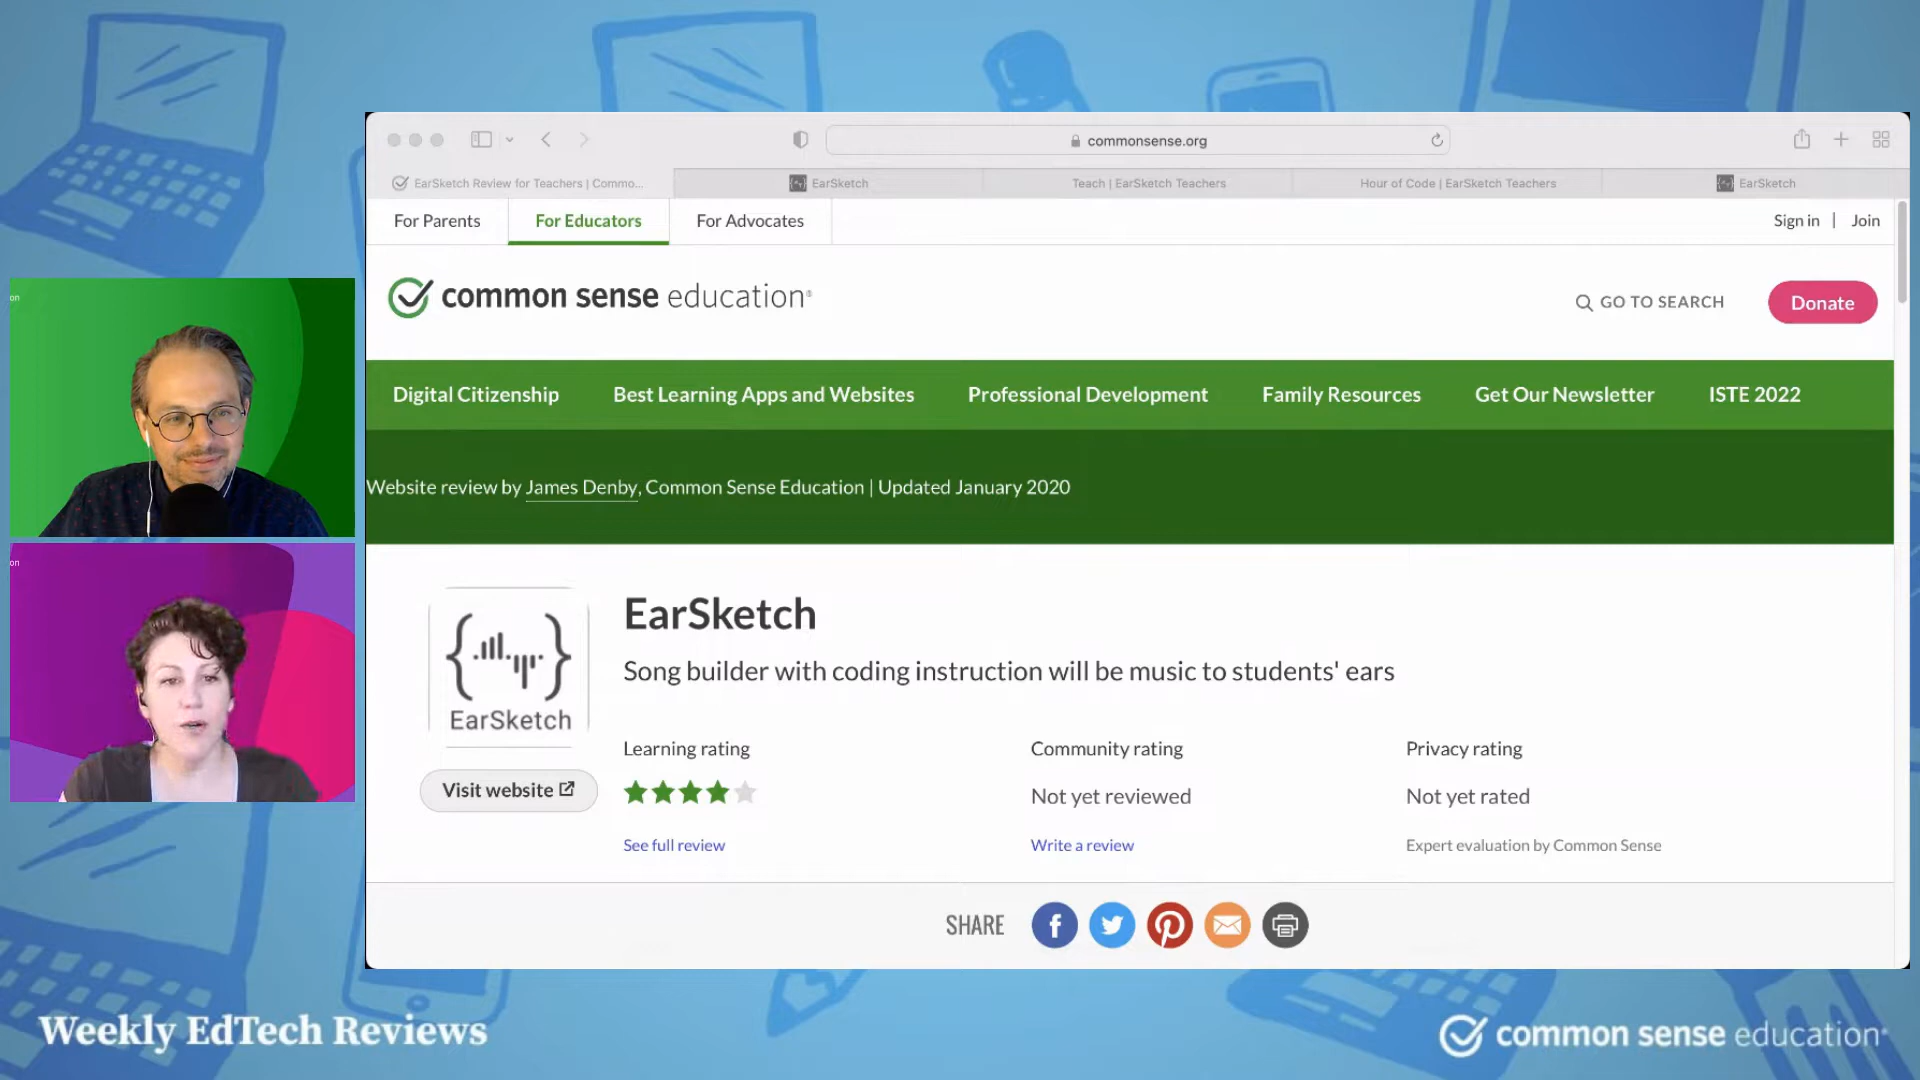 commonsense.org
EarSketch Review for Teachers | Commo...
EarSketch
Teach | EarSketch Teachers
Hour of Code | EarSketch Teachers
EarSketch
For Parents
For Educators
For Advocates
Sign in | Join
common sense education®
GO TO SEARCH
Donate
Digital Citizenship
Best Learning Apps and Websites
Professional Development
Family Resources
Get Our Newsletter
ISTE 2022
Website review by James Denby, Common Sense Education | Updated January 2020
EarSketch
EarSketch
Song builder with coding instruction will be music to students' ears
Learning rating
Community rating
Privacy rating
Visit website
Not yet reviewed
Not yet rated
See full review
Write a review
Expert evaluation by Common Sense
SHARE
on
on
Weekly EdTech Reviews
common sense education®